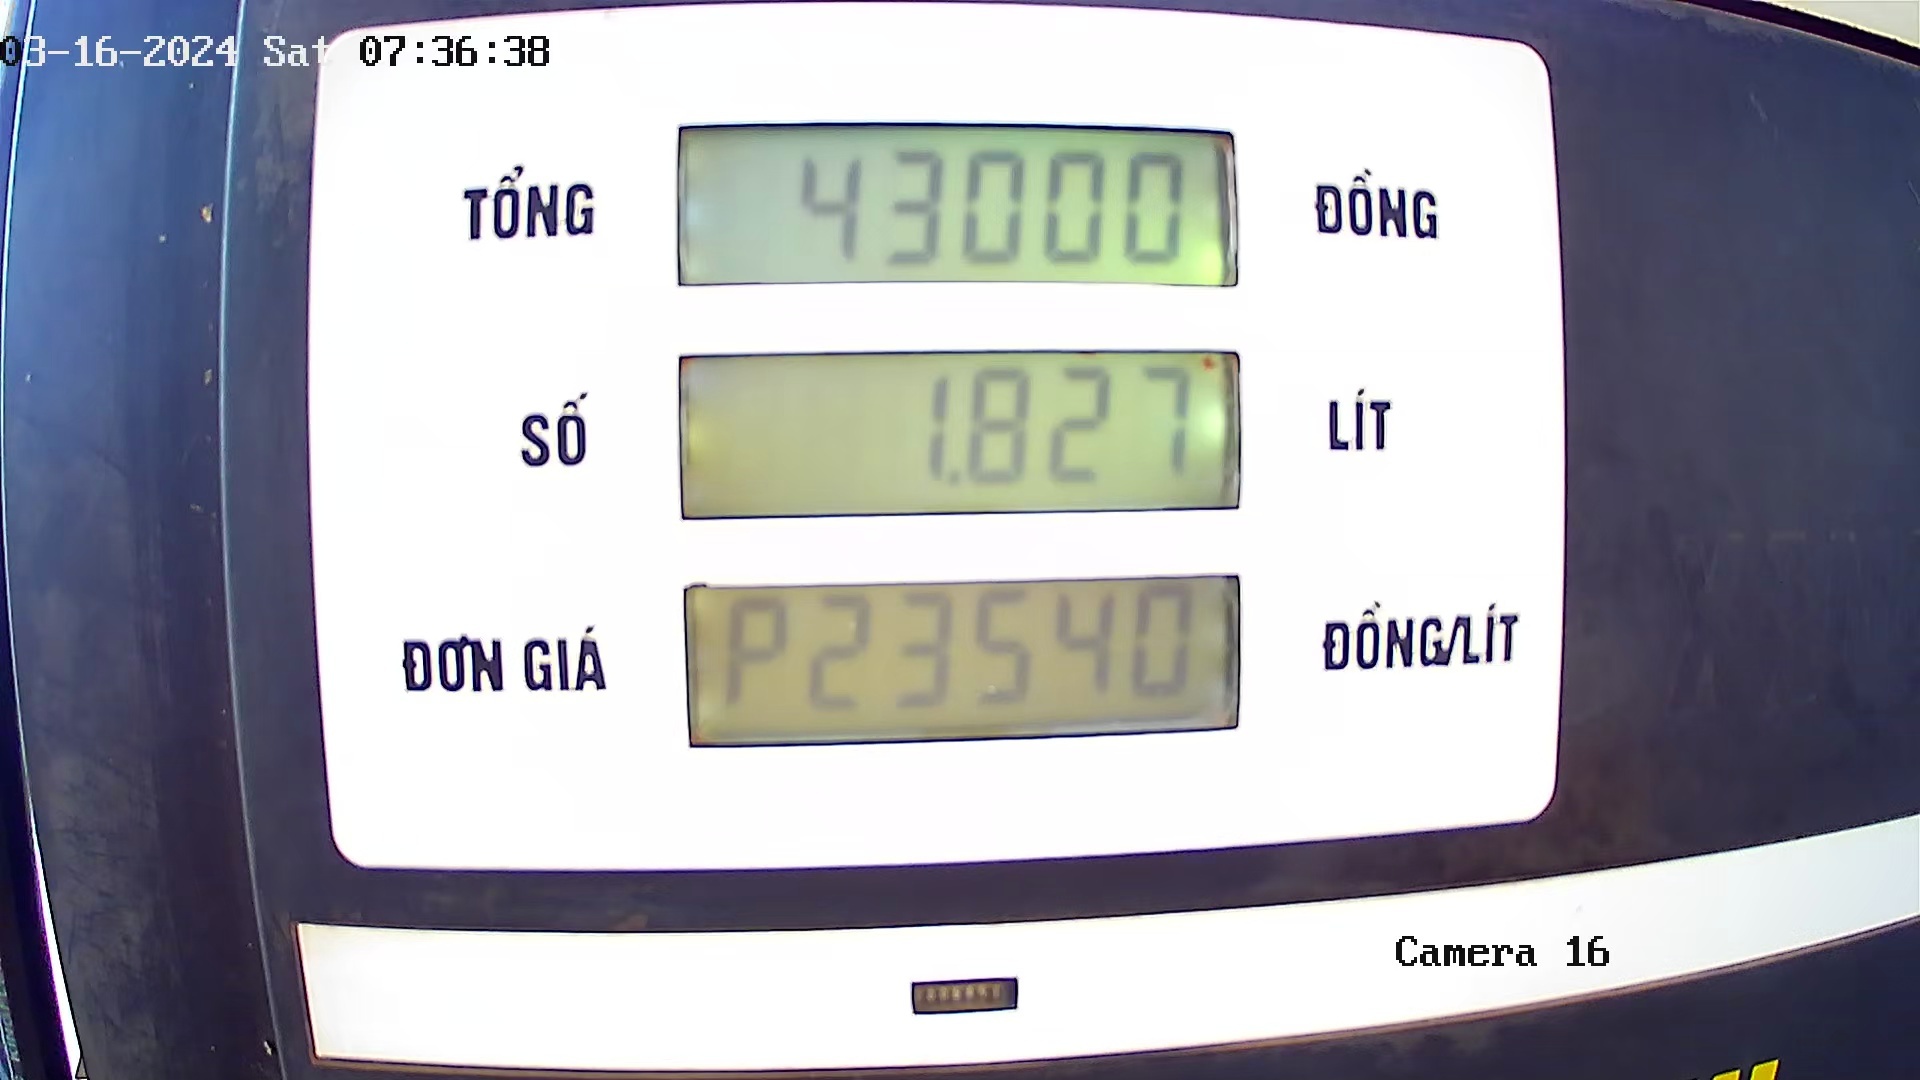 03-16-2024 Sat 07:36:38
TỔNG 43000 ĐỒNG
SỐ 1.827 LÍT
ĐƠN GIÁ P23540 ĐỒNG/LÍT
Camera 16